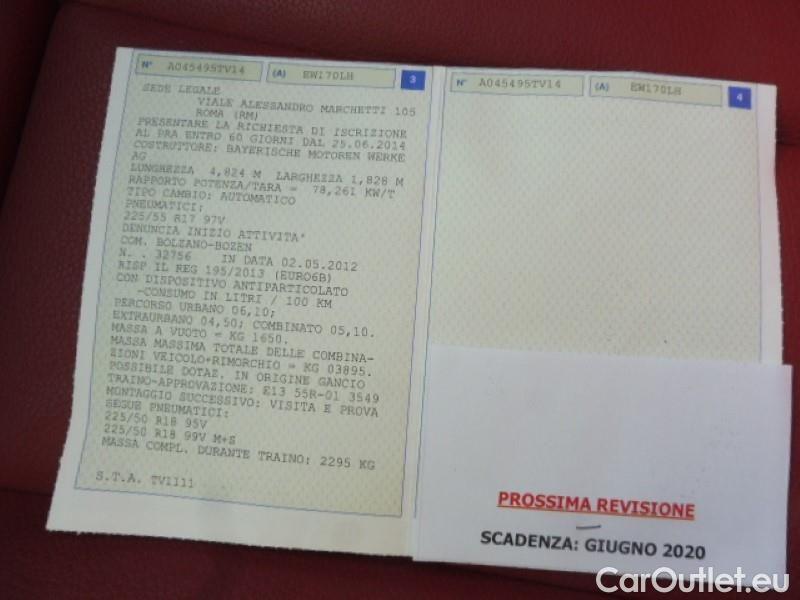 N° A045495TV14 (A) EW170LH 3
SEDE LEGALE
VIALE ALESSANDRO MARCHETTI 105
ROMA (RM)
PRESENTARE LA RICHIESTA DI ISCRIZIONE
AL PRA ENTRO 60 GIORNI DAL 25.06.2014
COSTRUTTORE: BAYERISCHE MOTOREN WERKE
AG
LUNGHEZZA 4,824 M LARGHEZZA 1,828 M
RAPPORTO POTENZA/TARA = 78,261 KW/T
TIPO CAMBIO: AUTOMATICO
PNEUMATICI:
225/55 R17 97V
DENUNCIA INIZIO ATTIVITA'
COM. BOLZANO-BOZEN
N. . 32756 IN DATA 02.05.2012
RISP IL REG 195/2013 (EURO6B)
CON DISPOSITIVO ANTIPARTICOLATO
-CONSUMO IN LITRI / 100 KM
PERCORSO URBANO 06,10;
EXTRAURBANO 04,50; COMBINATO 05,10.
MASSA A VUOTO = KG 1650.
MASSA MASSIMA TOTALE DELLE COMBINA-
ZIONI VEICOLO+RIMORCHIO = KG 03895.
POSSIBILE DOTAZ. IN ORIGINE GANCIO
TRAINO-APPROVAZIONE: E13 55R-01 3549
MONTAGGIO SUCCESSIVO: VISITA E PROVA
SEGUE PNEUMATICI:
225/50 R18 95V
225/50 R18 99V M+S
MASSA COMPL. DURANTE TRAINO: 2295 KG
S.T.A. TV1111
N° A045495TV14 (A) EW170LH 4
PROSSIMA REVISIONE
SCADENZA: GIUGNO 2020
CarOutlet.eu